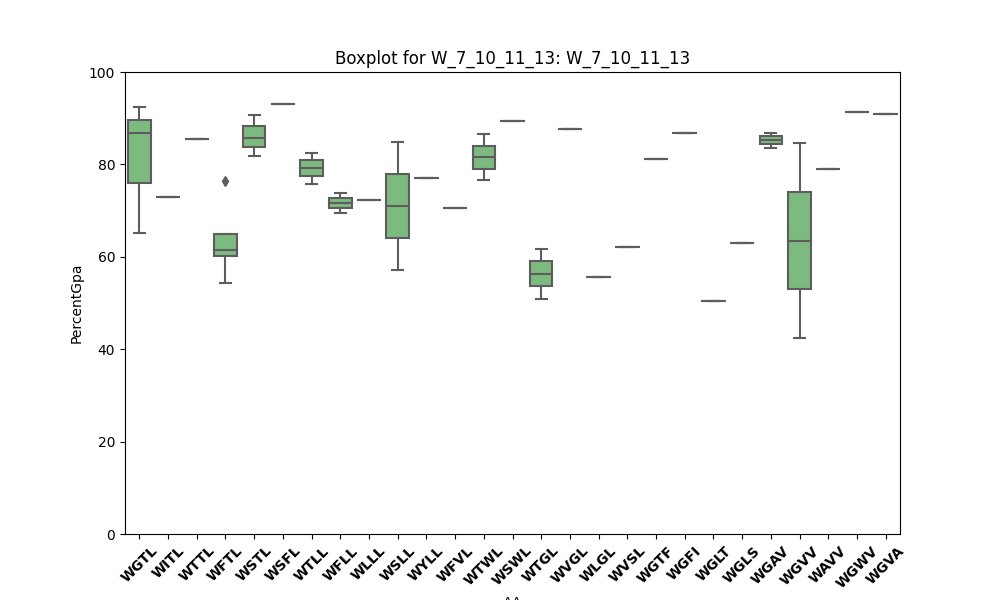 Boxplot for W_7_10_11_13: W_7_10_11_13
100
80
60
40
20
0
PercentGpa
WGTL WITL WTTL WFTL WSTL WSFL WTLL WFLL WLLL WSLL WYLL WFVL WTWL WSWL WTGL WVGL WLGL WVSL WGTF WGFI WGLT WGLS WGAV WGVV WAVV WGWV WGVA